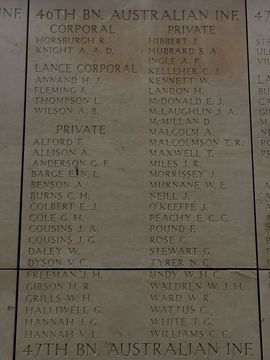 46TH BN. AUSTRALIAN INF.
CORPORAL
HORSBURGH R.
KNIGHT A. A. D.
LANCE CORPORAL
ANNAND H. J.
FLEMING F.
THOMPSON L.
WILSON A. B.
PRIVATE
ALFORD F.
ALLISON A.
ANDERSON G. F.
L.
BENSON A.
BURNS C. H.
COLBERT E. J.
COLE G. H.
COUSINS J. A.
COUSINS J. G.
DALEY W.
DYSON V. C.
FREEMAN J. H.
GIBSON H. R.
GRILLS W. H.
HALLIWELL G.
HANNAH J. G.
HANNAH V. L.
PRIVATE
HIBBERT J.
HUBBARD S. A.
INGLE A. P.
KELLEHER C. J.
KENNETT W.
LANDON H.
McDONALD E. J.
McLAUGHLIN J. A.
McMILLAN D.
MALCOLM A.
MALCOLMSON T. R.
MAXWELL T.
MILES J. R.
MORRISSEY J.
MURNANE W. E.
NEILL J.
O'KEEFFE J.
PEACHY E. C. C.
POUND F.
ROSE C.
STEWART G.
TYRER N. C.
UNDY W. H. C.
WALDREN W. J. H.
WARD W. R.
WATTUS C.
WHITE T. G.
WILLIAMS C. C.
47TH BN. AUSTRALIAN INF.